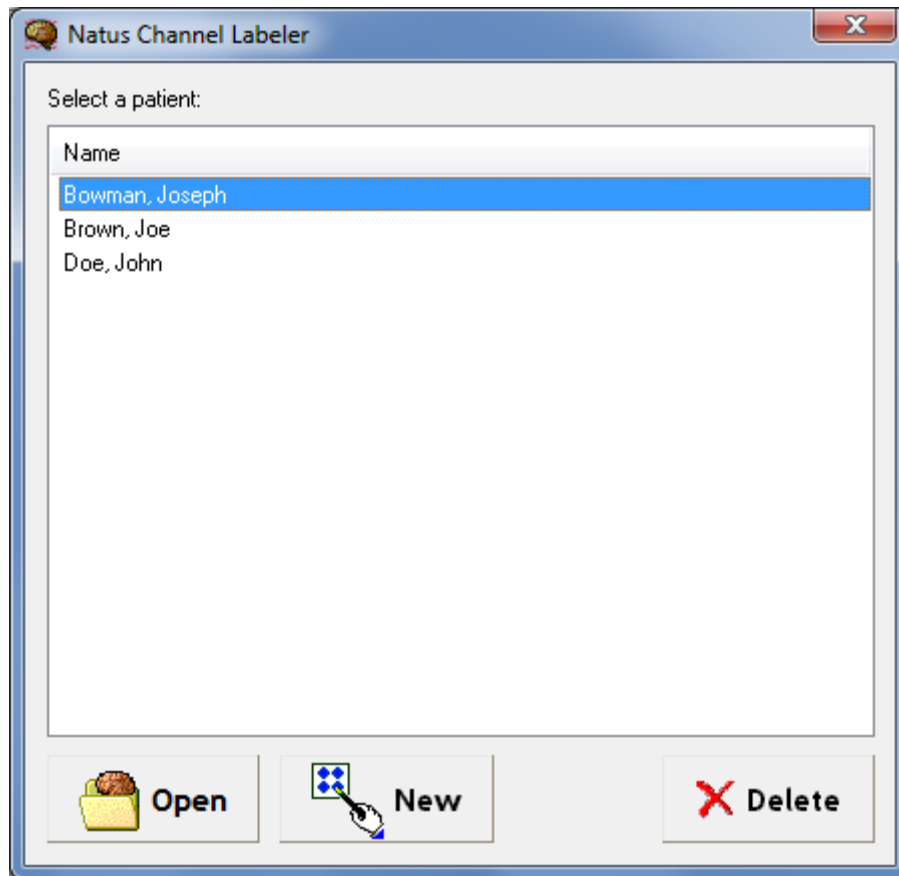 Natus Channel Labeler
Select a patient:
Name
Bowman, Joseph
Brown, Joe
Doe, John
Open New Delete